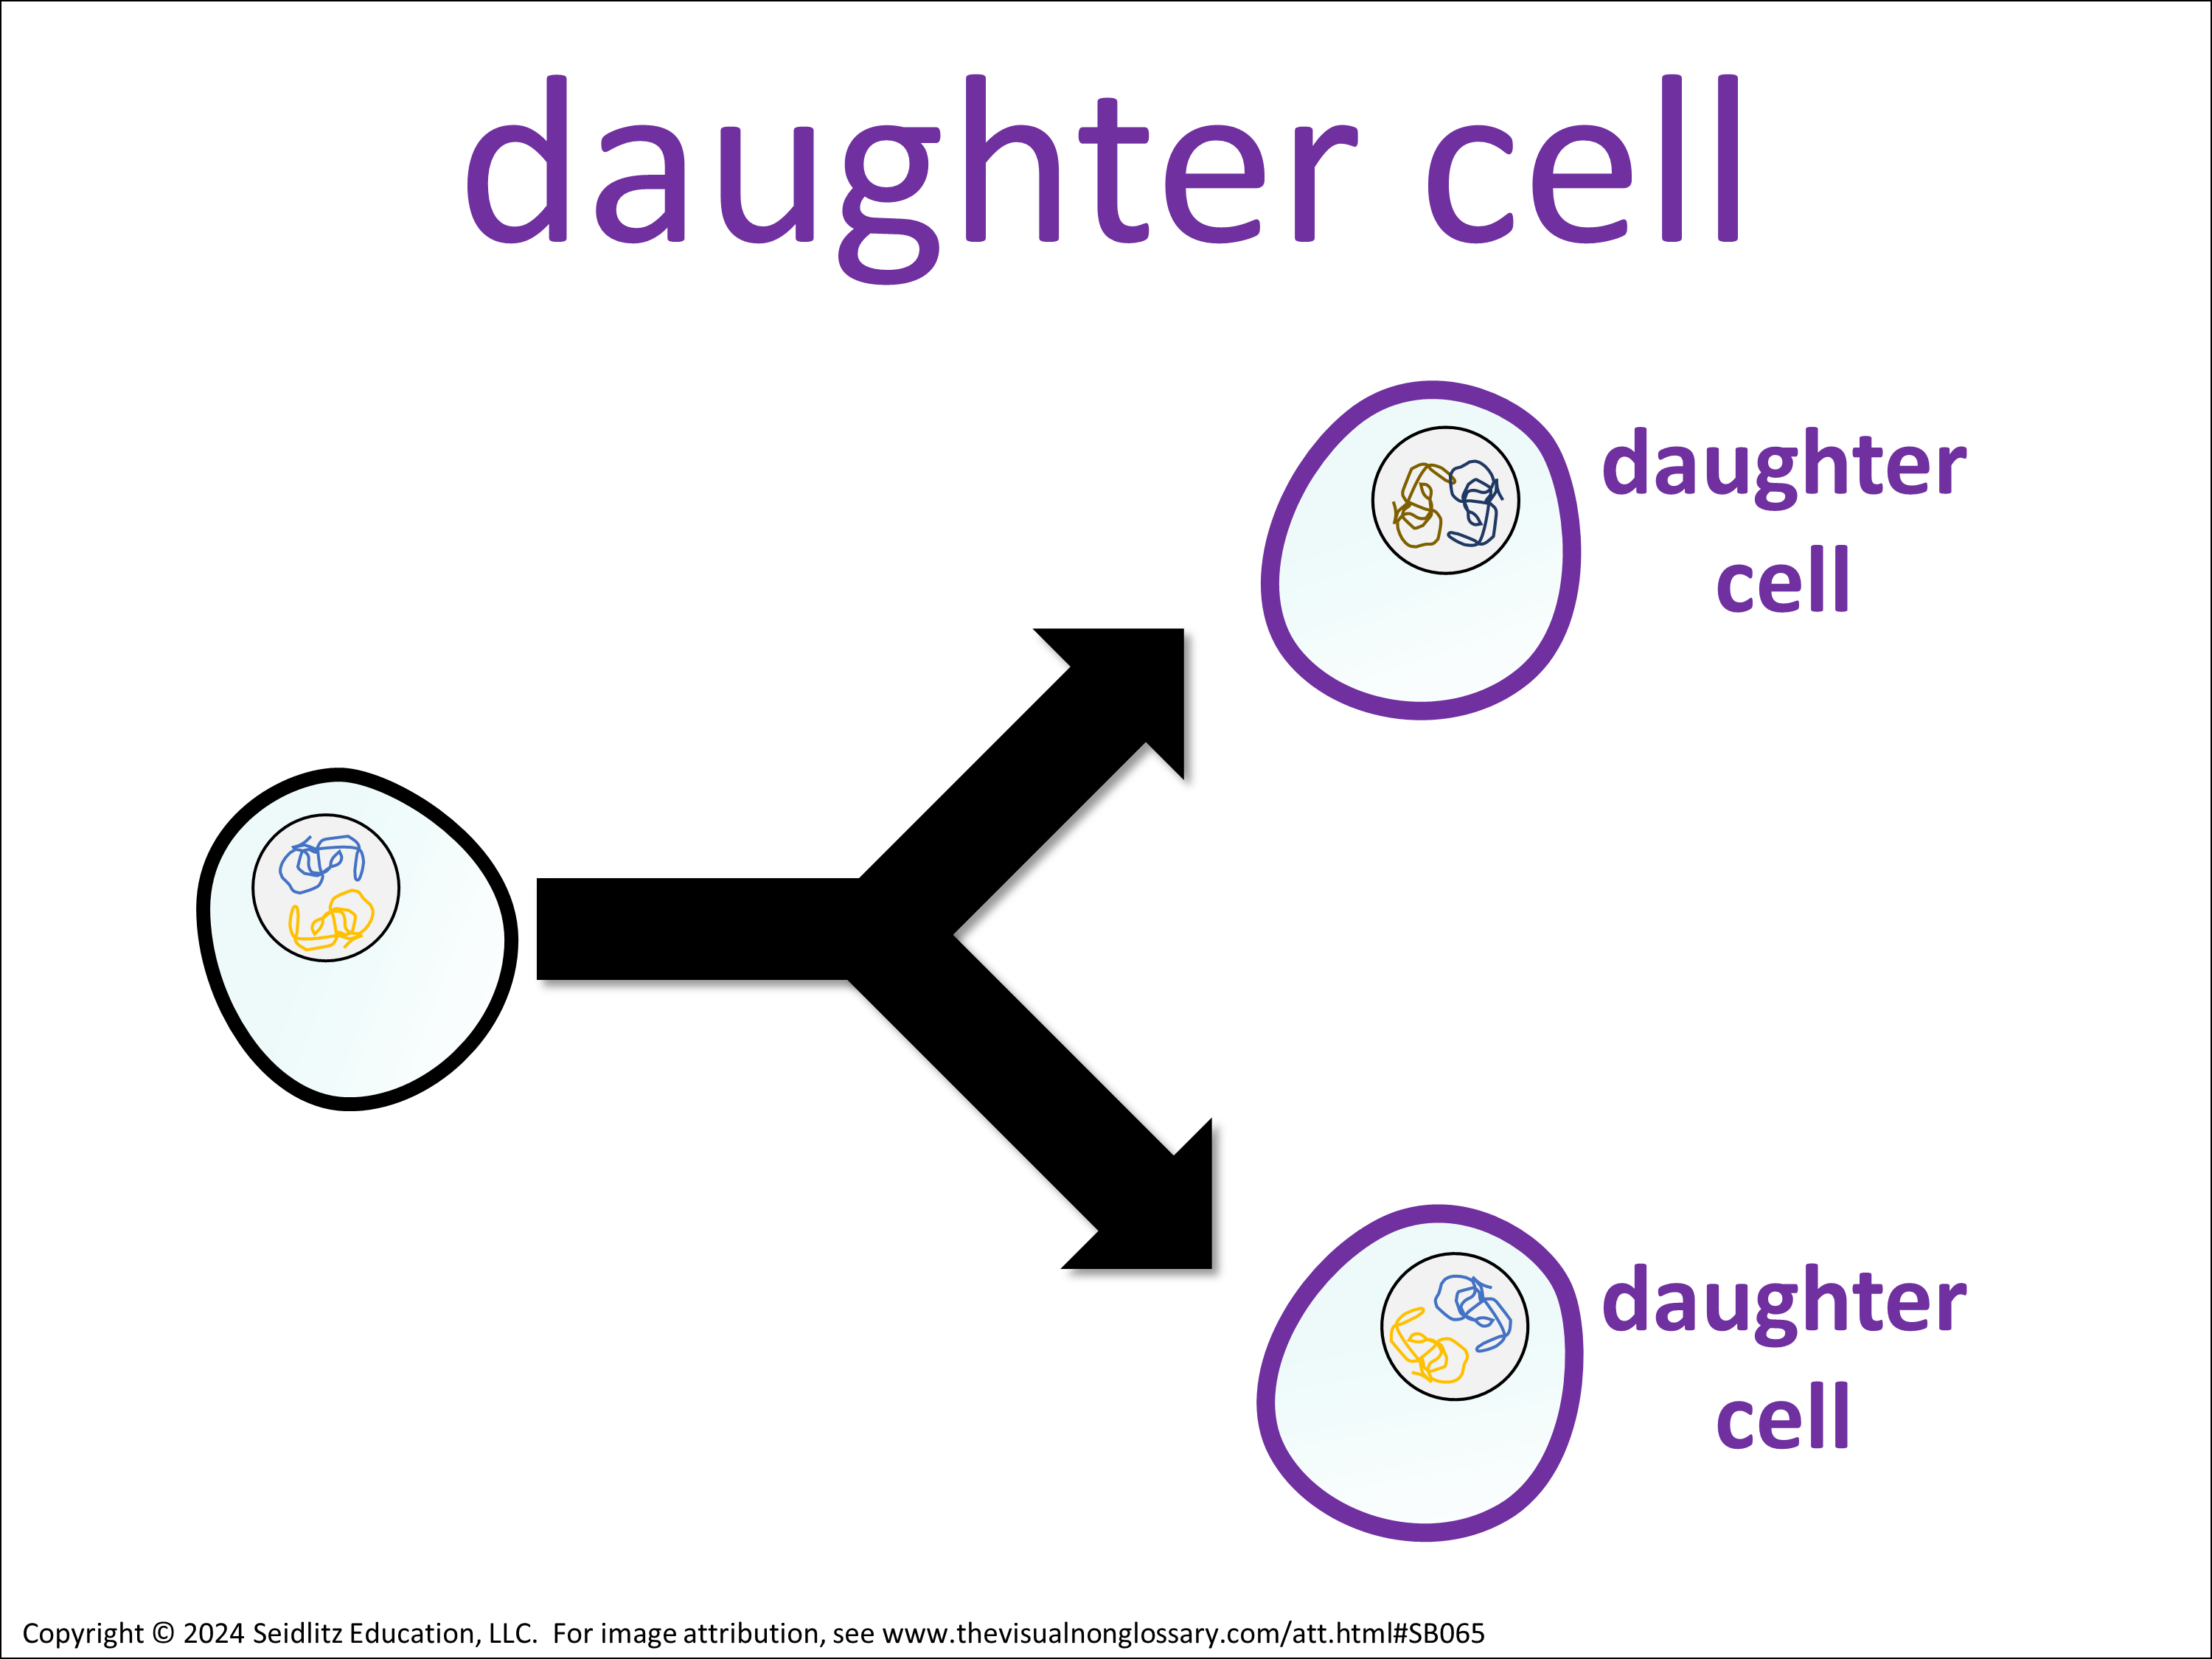 daughter cell
daughter
cell
daughter
cell
Copyright © 2024 Seidlitz Education, LLC.  For image attribution, see www.thevisualnonglossary.com/att.html#SB065